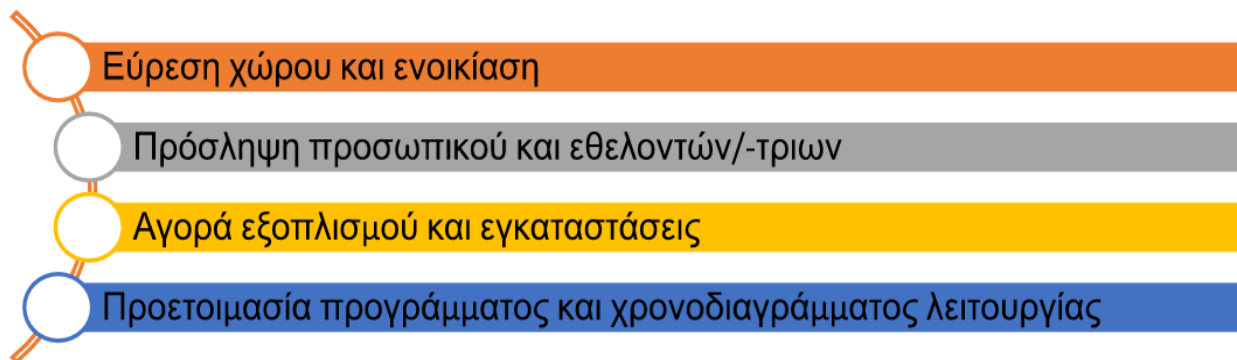 Εύρεση χώρου και ενοικίαση
Πρόσληψη προσωπικού και εθελοντών/-τριων
Αγορά εξοπλισμού και εγκαταστάσεις
Προετοιμασία προγράμματος και χρονοδιαγράμματος λειτουργίας